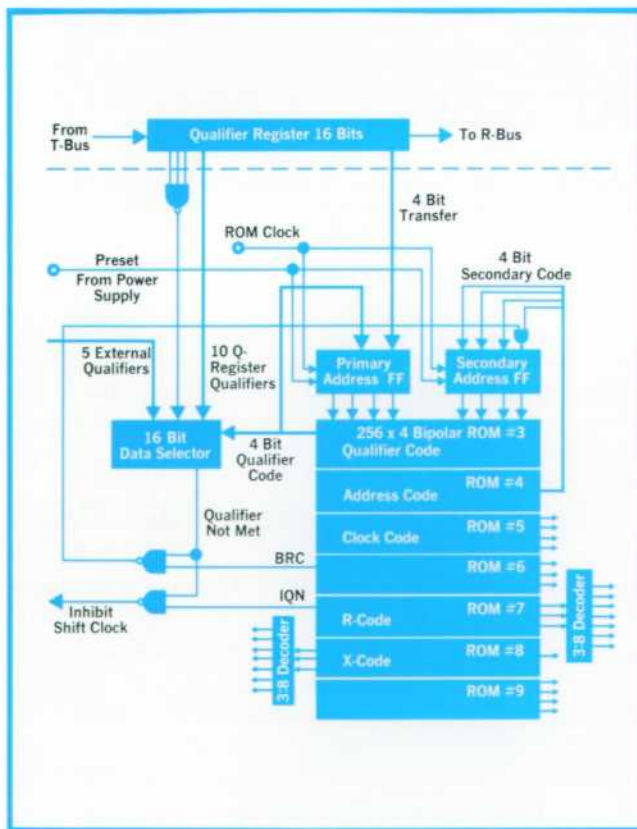 From
T-Bus
Qualifier Register 16 Bits
To R-Bus
4 Bit
Transfer
ROM Clock
Preset
From Power
Supply
4 Bit
Secondary Code
5 External
Qualifiers
10 Q-
Register
Qualifiers
Primary
Address FF
Secondary
Address FF
16 Bit
Data Selector
4 Bit
Qualifier
Code
256 x 4 Bipolar ROM #3
Qualifier Code
ROM #4
Address Code
Qualifier
Not Met
ROM #5
Clock Code
BRC
ROM #6
IQN
Inhibit
Shift Clock
ROM #7
R-Code
3:8 Decoder
3:8 Decoder
ROM #8
X-Code
ROM #9